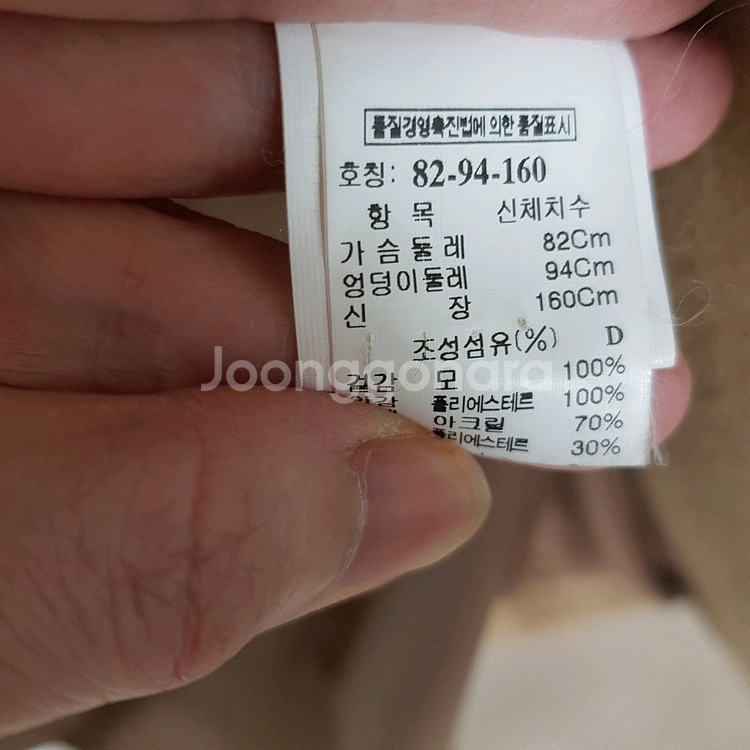 품질경영촉진법에 의한 품질표시
호칭: 82-94-160
항 목 신체치수
가 슴 둘 레 82Cm
엉덩이둘레 94Cm
신 장 160Cm
조성섬유(%) D
겉감 모 100%
안감 폴리에스테르 100%
아크릴 70%
폴리에스테르 30%
Joonggonara